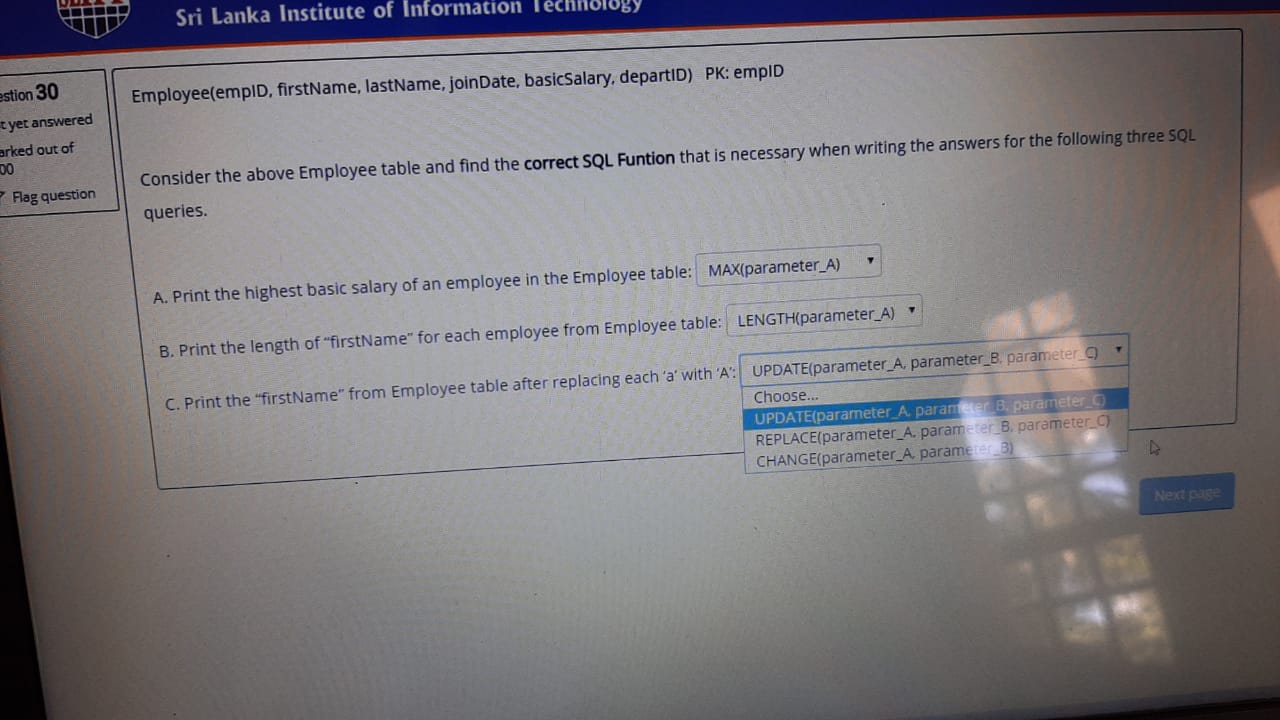 Sri Lanka Institute of Information Technology
estion 30
t yet answered
arked out of
00
Flag question
Employee(empID, firstName, lastName, joinDate, basicSalary, departID) PK: empID
Consider the above Employee table and find the correct SQL Funtion that is necessary when writing the answers for the following three SQL
queries.
A. Print the highest basic salary of an employee in the Employee table: MAX(parameter_A)
B. Print the length of “firstName” for each employee from Employee table: LENGTH(parameter_A)
C. Print the “firstName” from Employee table after replacing each ‘a’ with ‘A’: UPDATE(parameter_A, parameter_B, parameter_C)
Choose...
UPDATE(parameter_A, parameter_B, parameter_C)
REPLACE(parameter_A, parameter_B, parameter_C)
CHANGE(parameter_A, parameter_B)
Next page